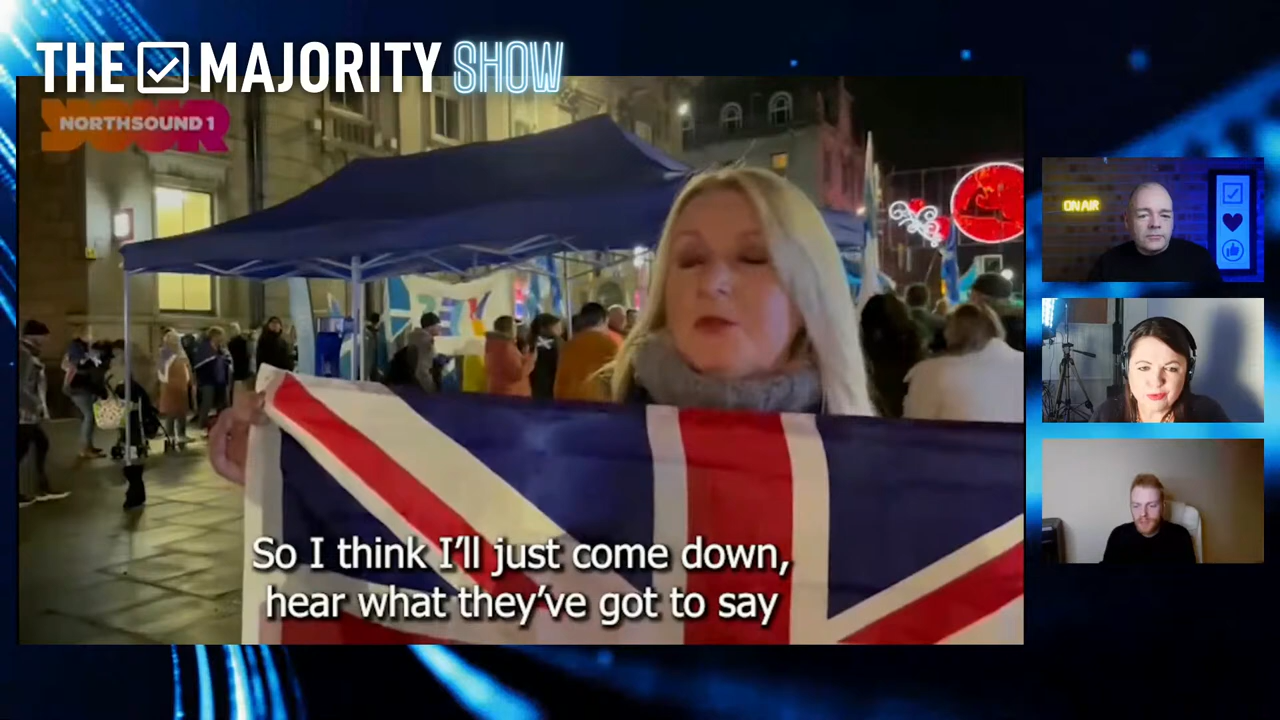 THE MAJORITY SHOW
NORTHSOUND 1
ON AIR
YES
So I think I'll just come down,
hear what they've got to say